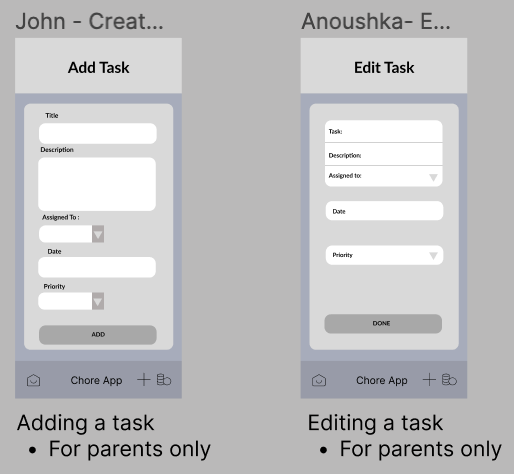 John - Creat...
Add Task
Title
Description
Assigned To :
Date
Priority
ADD
Chore App
Adding a task
• For parents only
Anoushka- E...
Edit Task
Task:
Description:
Assigned to:
Date
Priority
DONE
Chore App
Editing a task
• For parents only